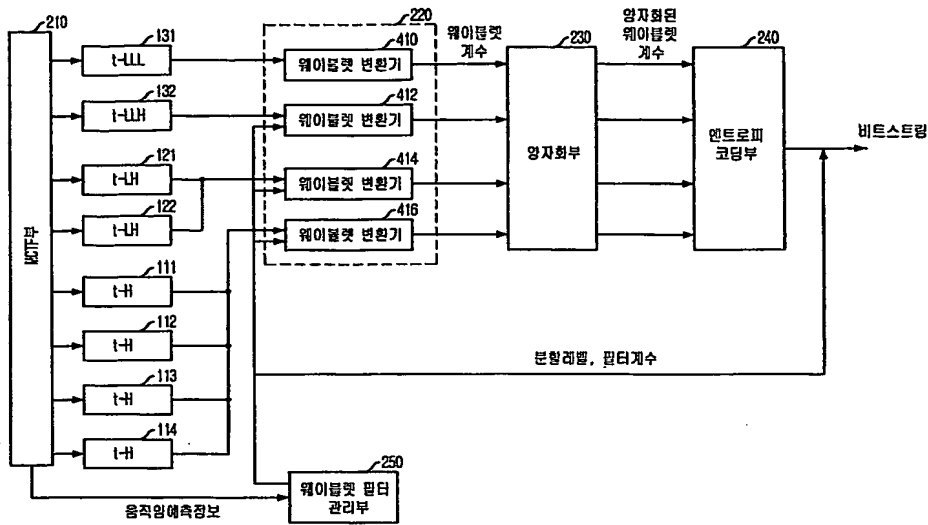 210
MCTF부
131
t-LLL
132
t-LLH
121
t-LH
122
t-LH
111
t-H
112
t-H
113
t-H
114
t-H
220
410
웨이블렛 변환기
412
웨이블렛 변환기
414
웨이블렛 변환기
416
웨이블렛 변환기
웨이블렛
계수
230
양자화부
양자화된
웨이블렛
계수
240
엔트로피
코딩부
비트스트링
분할레벨, 필터계수
250
웨이블렛 필터
관리부
움직임예측정보